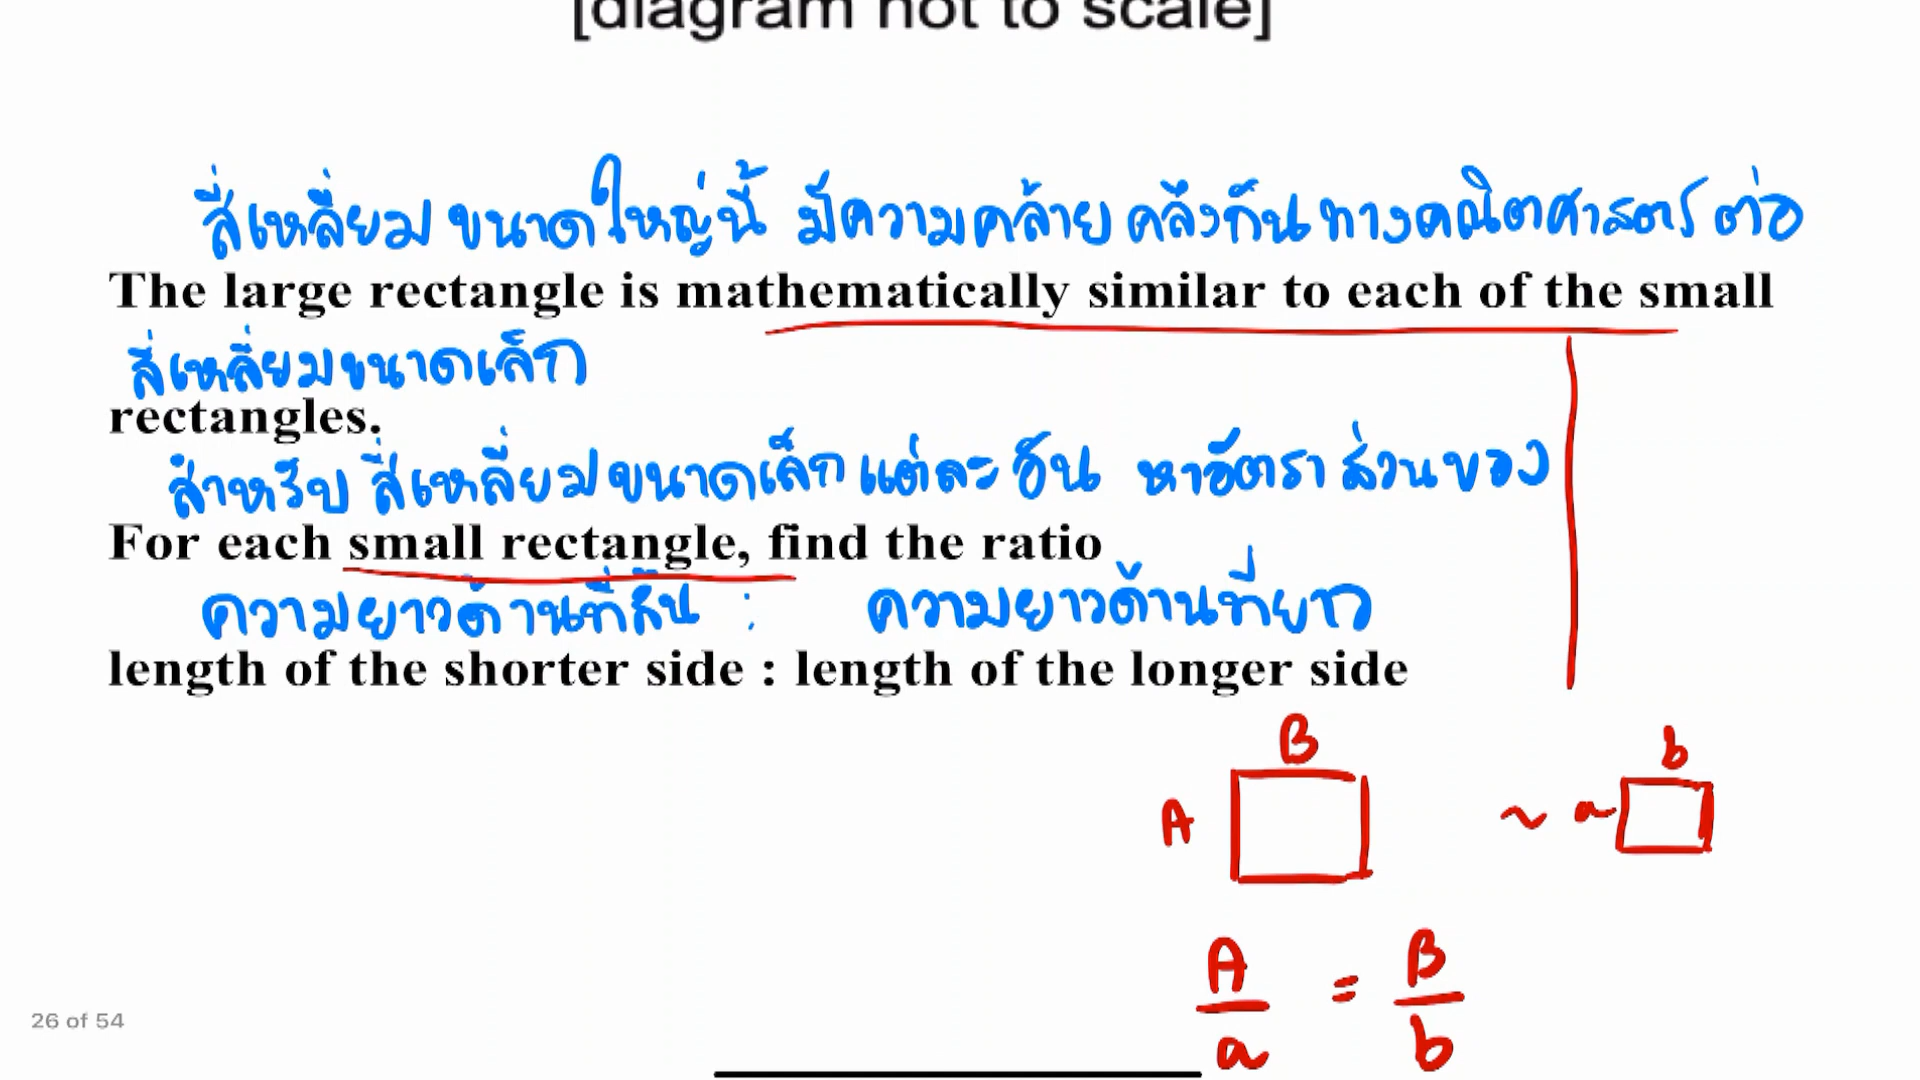 [diagram not to scale]
สี่เหลี่ยม ขนาดใหญ่นี้ มีความคล้าย คลึงกัน ทางคณิตศาสตร์ ต่อ
The large rectangle is mathematically similar to each of the small
สี่เหลี่ยมขนาดเล็ก
rectangles.
สำหรับ สี่เหลี่ยมขนาดเล็ก แต่ละ อัน หาอัตรา ส่วนของ
For each small rectangle, find the ratio
ความยาวด้านที่สั้น : ความยาวด้านที่ยาว
length of the shorter side : length of the longer side
B b
A ~ a
A = B
a b
26 of 54